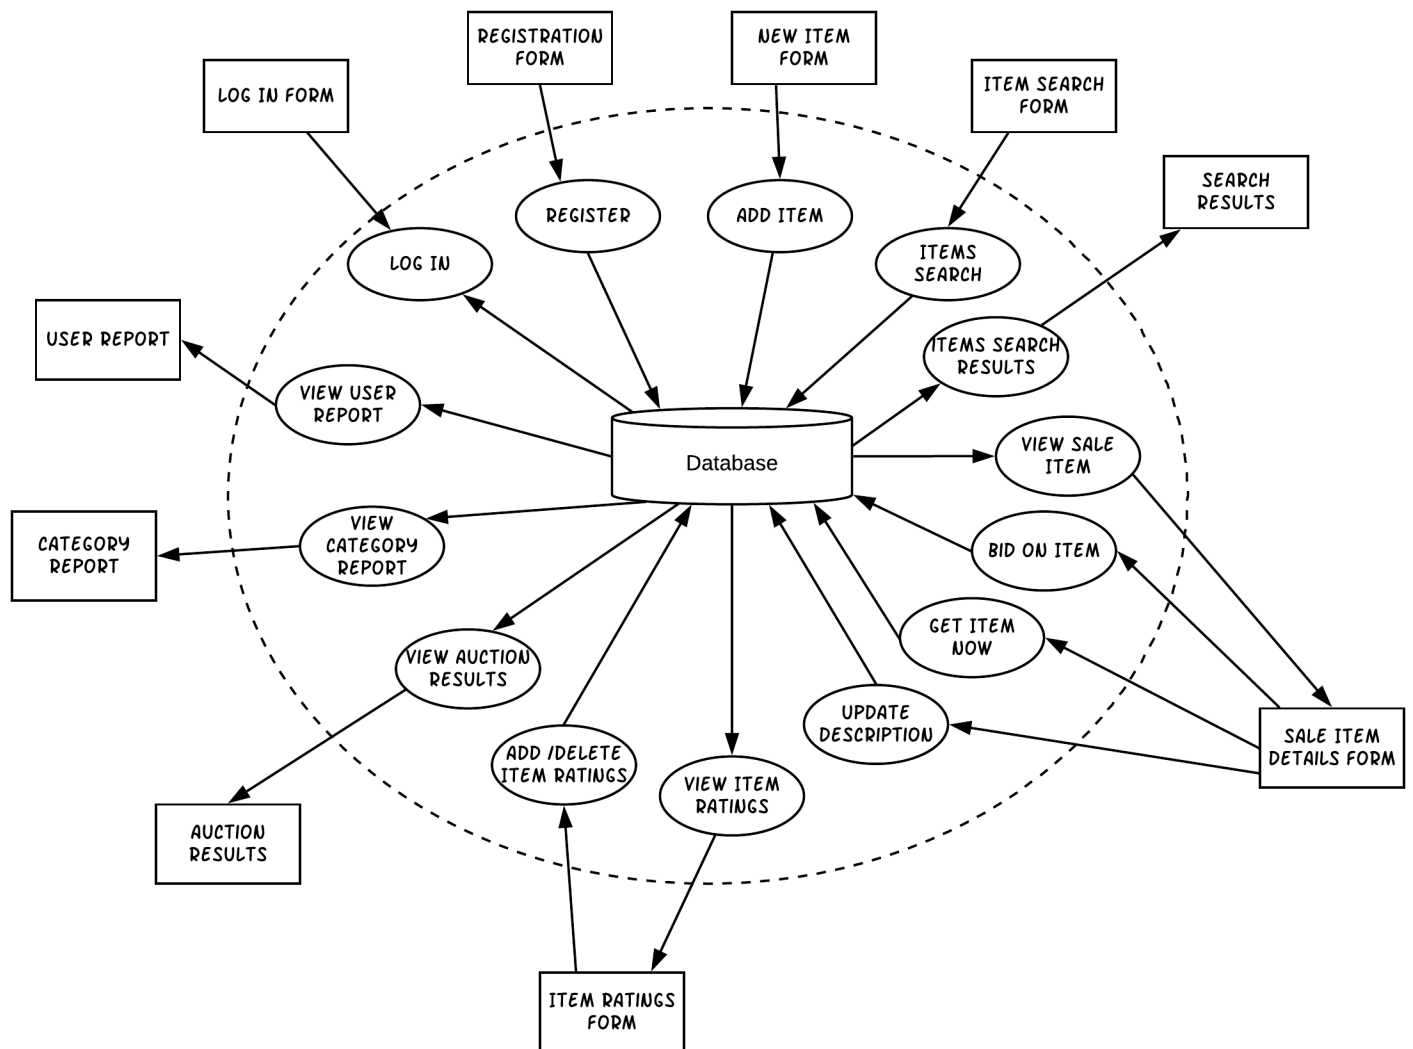 REGISTRATION
FORM
NEW ITEM
FORM
LOG IN FORM
ITEM SEARCH
FORM
SEARCH
RESULTS
REGISTER
ADD ITEM
LOG IN
ITEMS
SEARCH
USER REPORT
ITEMS SEARCH
RESULTS
VIEW USER
REPORT
Database
VIEW SALE
ITEM
CATEGORY
REPORT
VIEW
CATEGORY
REPORT
BID ON ITEM
GET ITEM
NOW
VIEW AUCTION
RESULTS
UPDATE
DESCRIPTION
SALE ITEM
DETAILS FORM
ADD /DELETE
ITEM RATINGS
VIEW ITEM
RATINGS
AUCTION
RESULTS
ITEM RATINGS
FORM